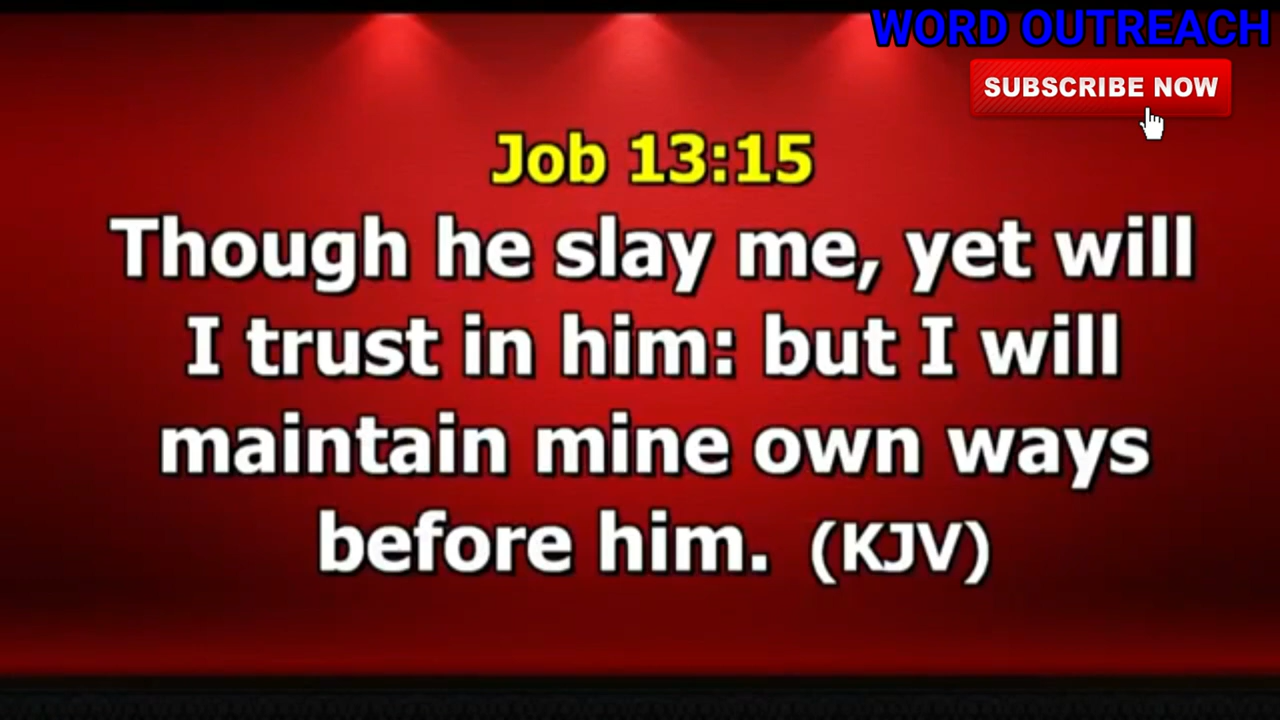 WORD OUTREACH
SUBSCRIBE NOW
Job 13:15
Though he slay me, yet will
I trust in him: but I will
maintain mine own ways
before him. (KJV)